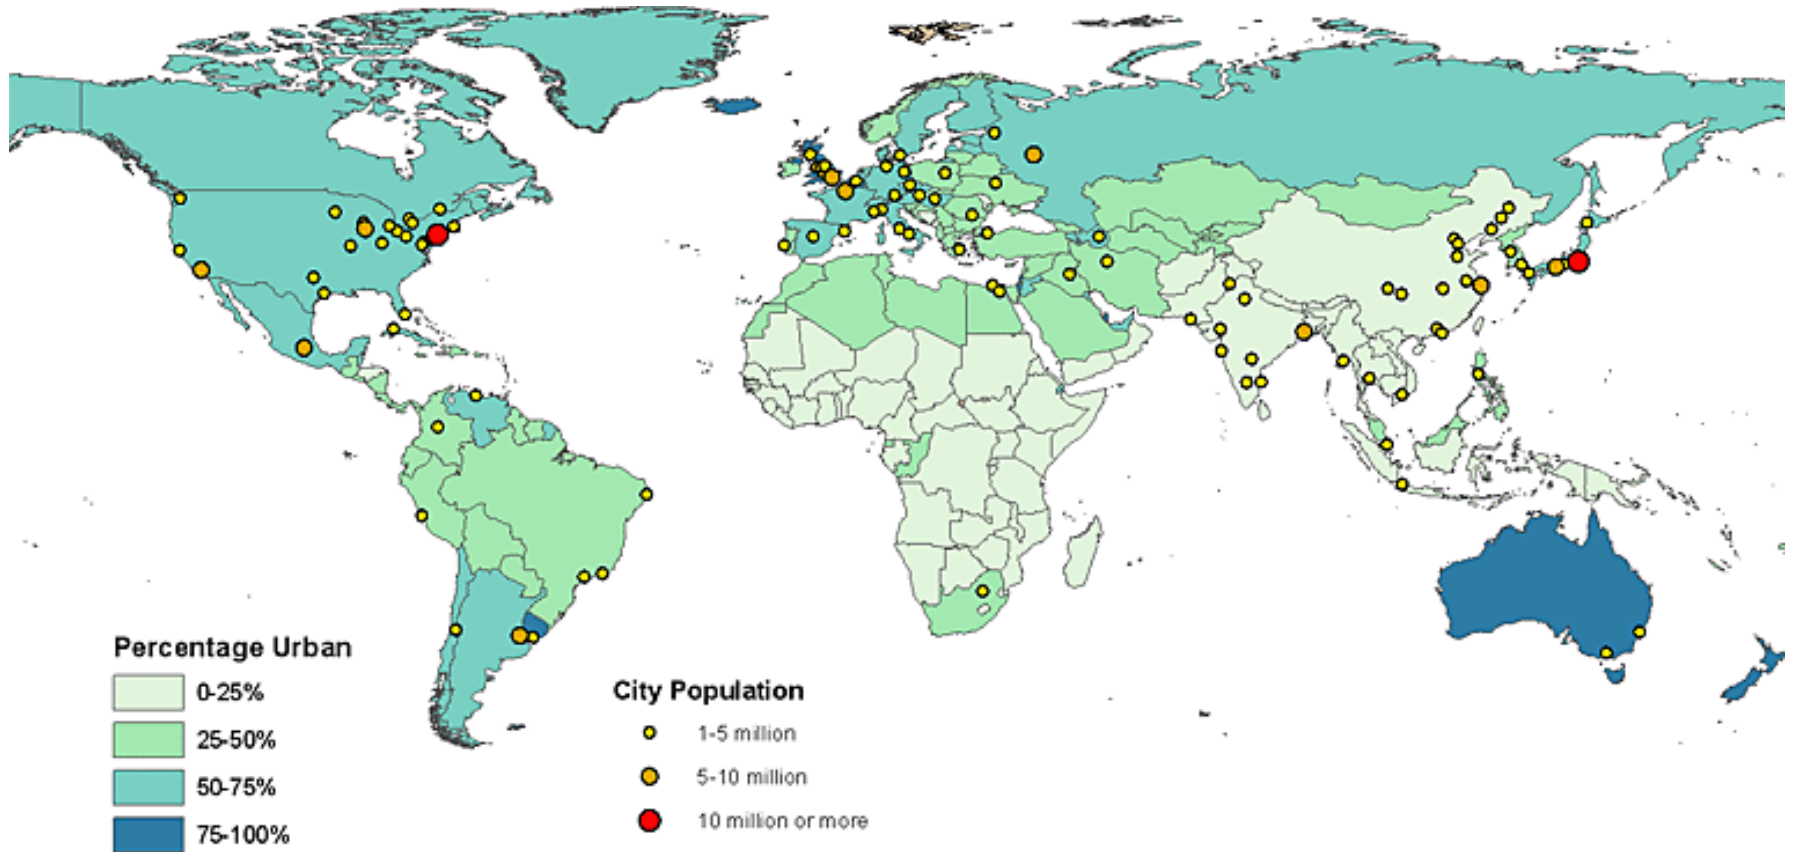 Percentage Urban
0-25%
25-50%
50-75%
75-100%
City Population
1-5 million
5-10 million
10 million or more